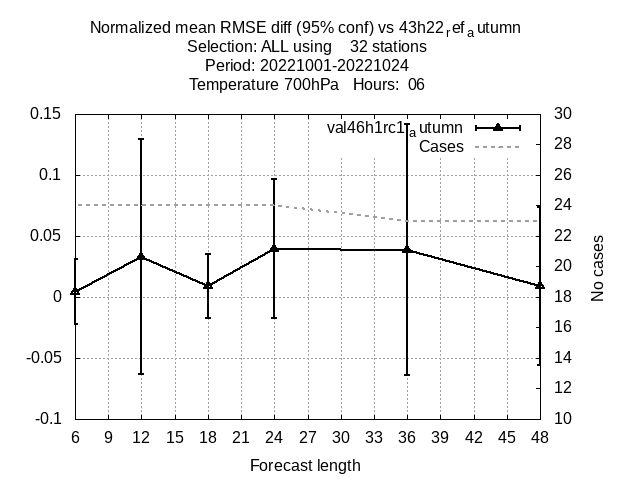 Normalized mean RMSE diff (95% conf) vs 43h22ref a utumn
Selection: ALL using 32 stations
Period: 20221001-20221024
Temperature 700hPa Hours: 06
val46h1rc1a utumn
Cases
0.15
0.1
0.05
0
-0.05
-0.1
30
28
26
24
22
20
18
16
14
12
10
No cases
6 9 12 15 18 21 24 27 30 33 36 39 42 45 48
Forecast length